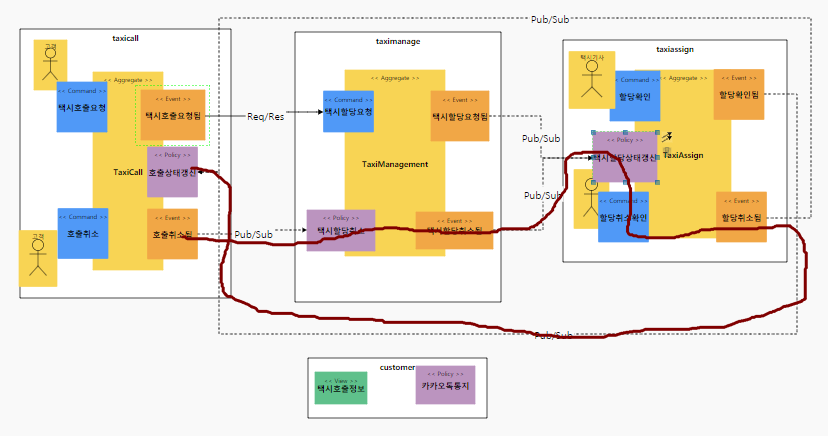 Pub/Sub
taxicall
고객
<< Aggregate >>
<< Command >>
택시호출요청
<< Event >>
택시호출요청됨
Req/Res
<< Policy >>
호출상태갱신
TaxiCall
<< Command >>
호출취소
<< Event >>
호출취소됨
고객
Pub/Sub
taximanage
<< Aggregate >>
<< Command >>
택시할당요청
<< Event >>
택시할당요청됨
TaxiManagement
<< Policy >>
택시할당취소
<< Event >>
택시할당취소됨
Pub/Sub
Pub/Sub
taxiassign
택시기사
<< Command >>
할당확인
<< Aggregate >>
<< Event >>
할당확인됨
<< Policy >>
택시할당상태갱신
TaxiAssign
<< Command >>
할당취소확인
<< Event >>
할당취소됨
Pub/Sub
customer
<< View >>
택시호출정보
<< Policy >>
카카오톡통지